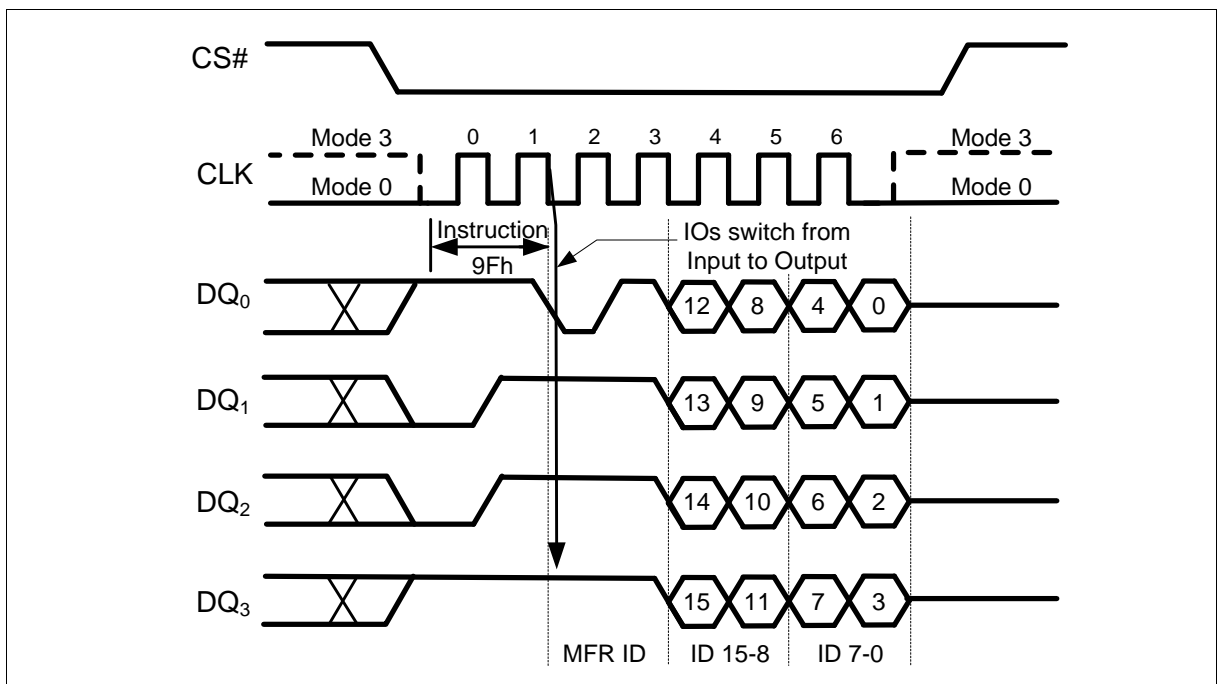 CS#
Mode 3 0 1 2 3 4 5 6 Mode 3
CLK
Mode 0 Mode 0
Instruction IOs switch from
9Fh Input to Output
DQ0 12 8 4 0
DQ1 13 9 5 1
DQ2 14 10 6 2
DQ3 15 11 7 3
MFR ID ID 15-8 ID 7-0